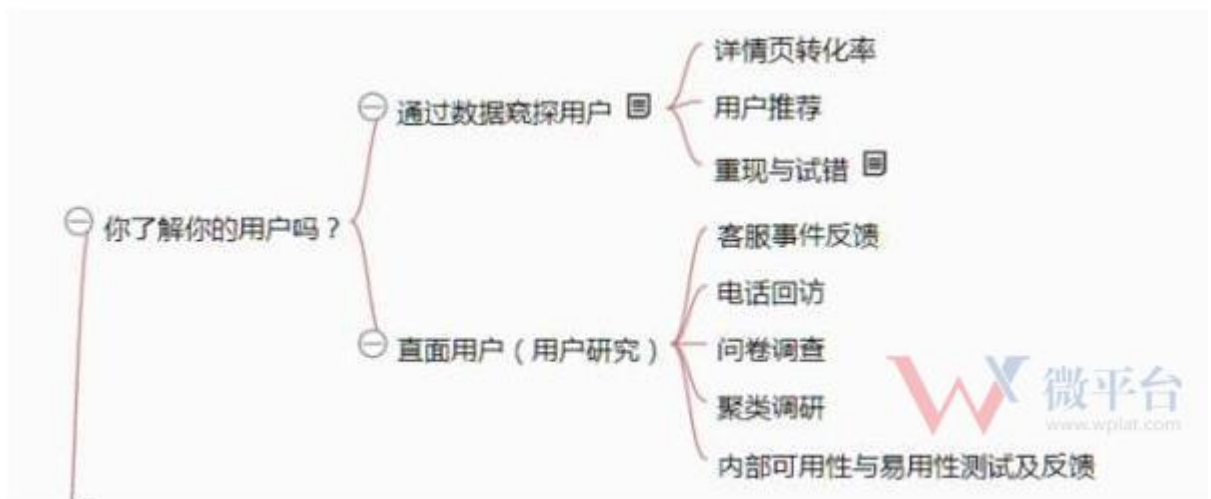 你了解你的用户吗？
通过数据窥探用户
详情页转化率
用户推荐
重现与试错
直面用户（用户研究）
客服事件反馈
电话回访
问卷调查
聚类调研
内部可用性与易用性测试及反馈
微平台
www.wplat.com